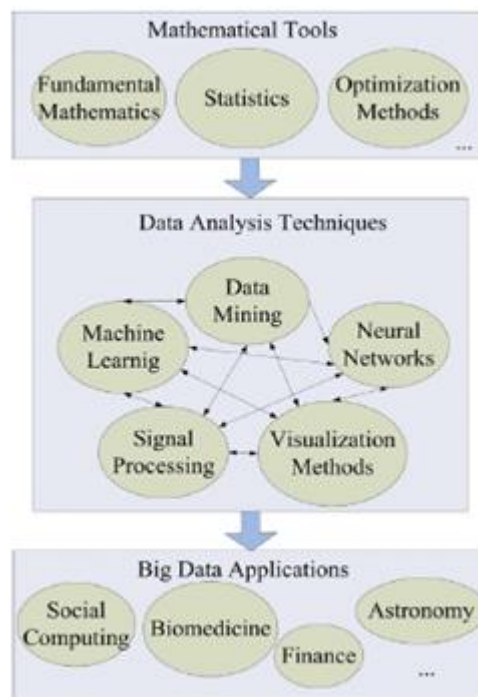 Mathematical Tools
Fundamental
Mathematics
Statistics
Optimization
Methods
...
Data Analysis Techniques
Data
Mining
Machine
Learnig
Neural
Networks
Signal
Processing
Visualization
Methods
Big Data Applications
Social
Computing
Biomedicine
Finance
Astronomy
...